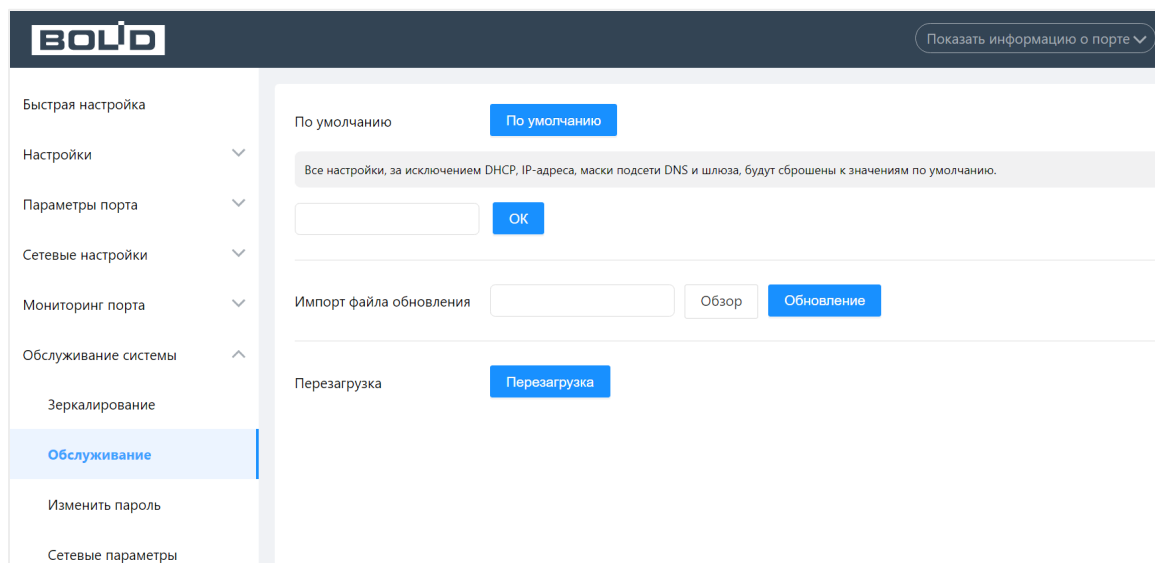 BOLID
Показать информацию о порте
Быстрая настройка
Настройки
Параметры порта
Сетевые настройки
Мониторинг порта
Обслуживание системы
Зеркалирование
Обслуживание
Изменить пароль
Сетевые параметры
По умолчанию По умолчанию
Все настройки, за исключением DHCP, IP-адреса, маски подсети DNS и шлюза, будут сброшены к значениям по умолчанию.
OK
Импорт файла обновления Обзор Обновление
Перезагрузка Перезагрузка